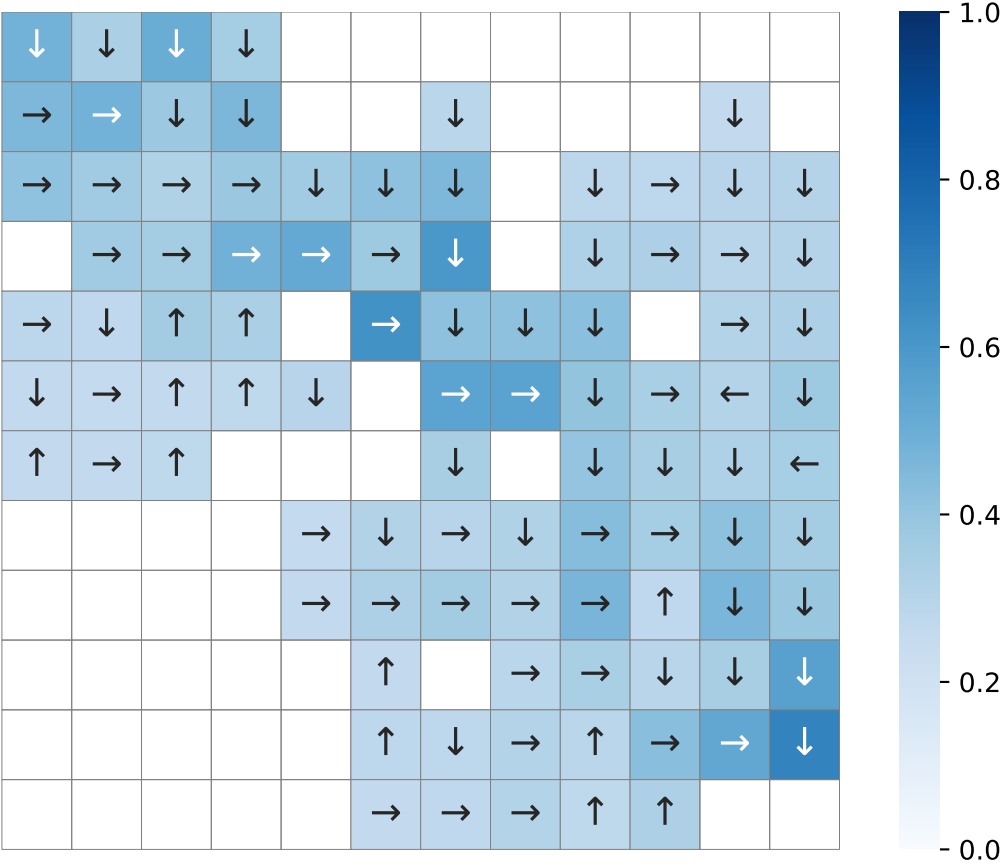 ↓ ↓ ↓ ↓
→ → ↓ ↓ ↓ ↓
→ → → → ↓ ↓ ↓ ↓ → ↓ ↓
→ → → → → ↓ ↓ → → ↓
→ ↓ ↑ ↑ → ↓ ↓ ↓ → ↓
↓ → ↑ ↑ ↓ → → ↓ → ← ↓
↑ → ↑ ↓ ↓ ↓ ↓ ←
→ ↓ → ↓ → → ↓ ↓
→ → → → → ↑ ↓ ↓
↑ → → ↓ ↓ ↓
↑ ↓ → ↑ → → ↓
→ → → ↑ ↑
1.0
0.8
0.6
0.4
0.2
0.0